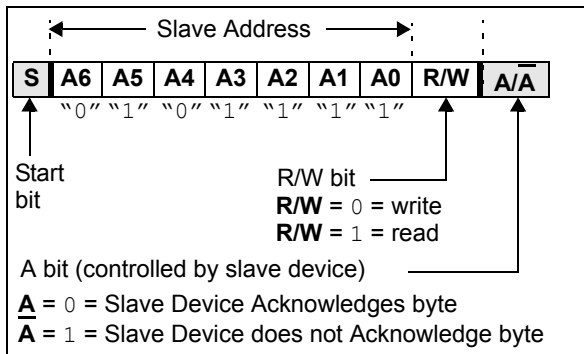 Slave Address
S A6 A5 A4 A3 A2 A1 A0 R/W A/A̅
“0” “1” “0” “1” “1” “1” “1”
Start
bit
R/W bit
R/W = 0 = write
R/W = 1 = read
A bit (controlled by slave device)
A = 0 = Slave Device Acknowledges byte
A̅ = 1 = Slave Device does not Acknowledge byte